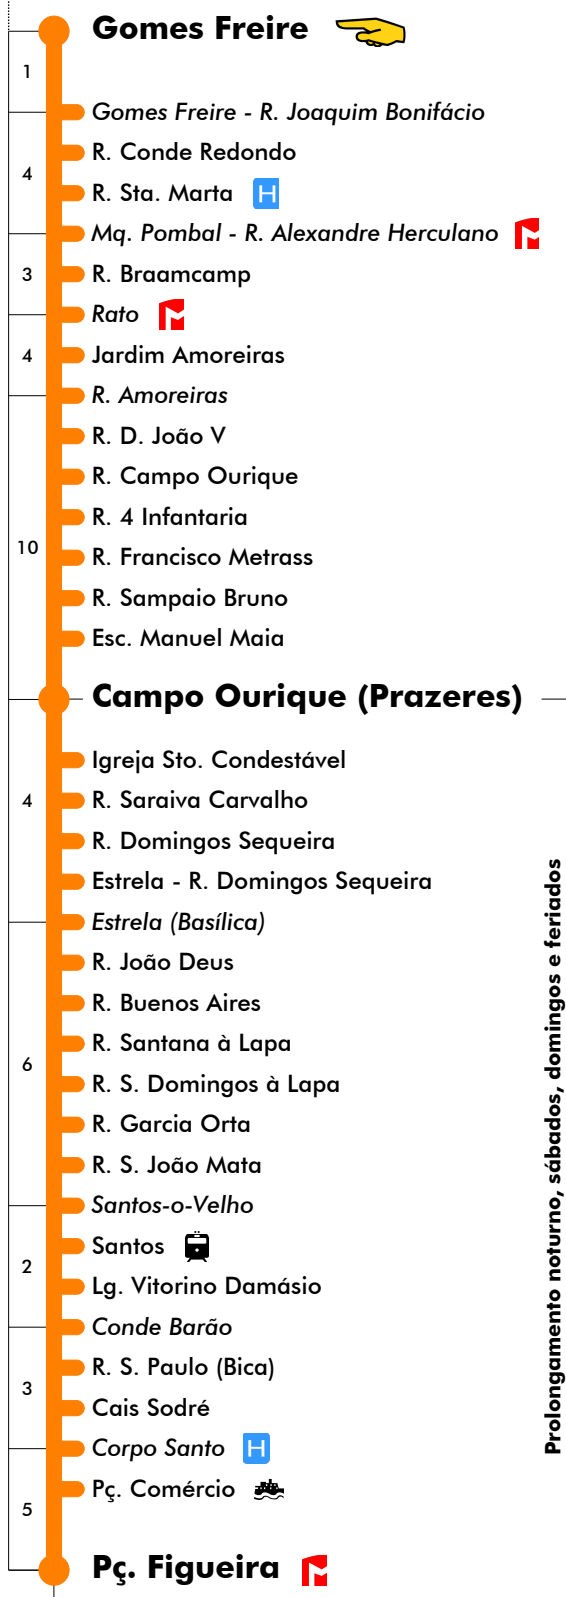 Gomes Freire
1
Gomes Freire - R. Joaquim Bonifácio
R. Conde Redondo
4
R. Sta. Marta H
Mq. Pombal - R. Alexandre Herculano
3
R. Braamcamp
Rato
4
Jardim Amoreiras
R. Amoreiras
R. D. João V
R. Campo Ourique
R. 4 Infantaria
10
R. Francisco Metrass
R. Sampaio Bruno
Esc. Manuel Maia
Campo Ourique (Prazeres)
Igreja Sto. Condestável
4
R. Saraiva Carvalho
R. Domingos Sequeira
Estrela - R. Domingos Sequeira
Estrela (Basílica)
R. João Deus
R. Buenos Aires
R. Santana à Lapa
6
R. S. Domingos à Lapa
R. Garcia Orta
R. S. João Mata
Santos-o-Velho
Santos
2
Lg. Vitorino Damásio
Conde Barão
R. S. Paulo (Bica)
3
Cais Sodré
Corpo Santo H
Pç. Comércio
5
Pç. Figueira
Prolongamento noturno, sábados, domingos e feriados